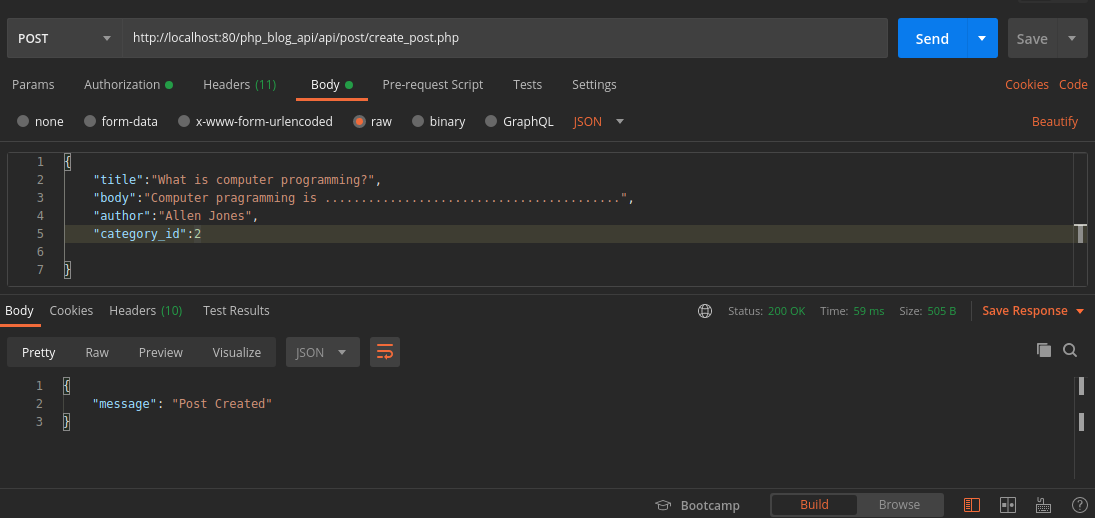 POST http://localhost:80/php_blog_api/api/post/create_post.php Send Save
Params Authorization Headers (11) Body Pre-request Script Tests Settings Cookies Code
none form-data x-www-form-urlencoded raw binary GraphQL JSON Beautify
1 {
2 "title":"What is computer programming?",
3 "body":"Computer pragramming is .........................................",
4 "author":"Allen Jones",
5 "category_id":2
6
7 }
Body Cookies Headers (10) Test Results Status: 200 OK Time: 59 ms Size: 505 B Save Response
Pretty Raw Preview Visualize JSON
1 {
2 "message": "Post Created"
3 }
Bootcamp Build Browse ?